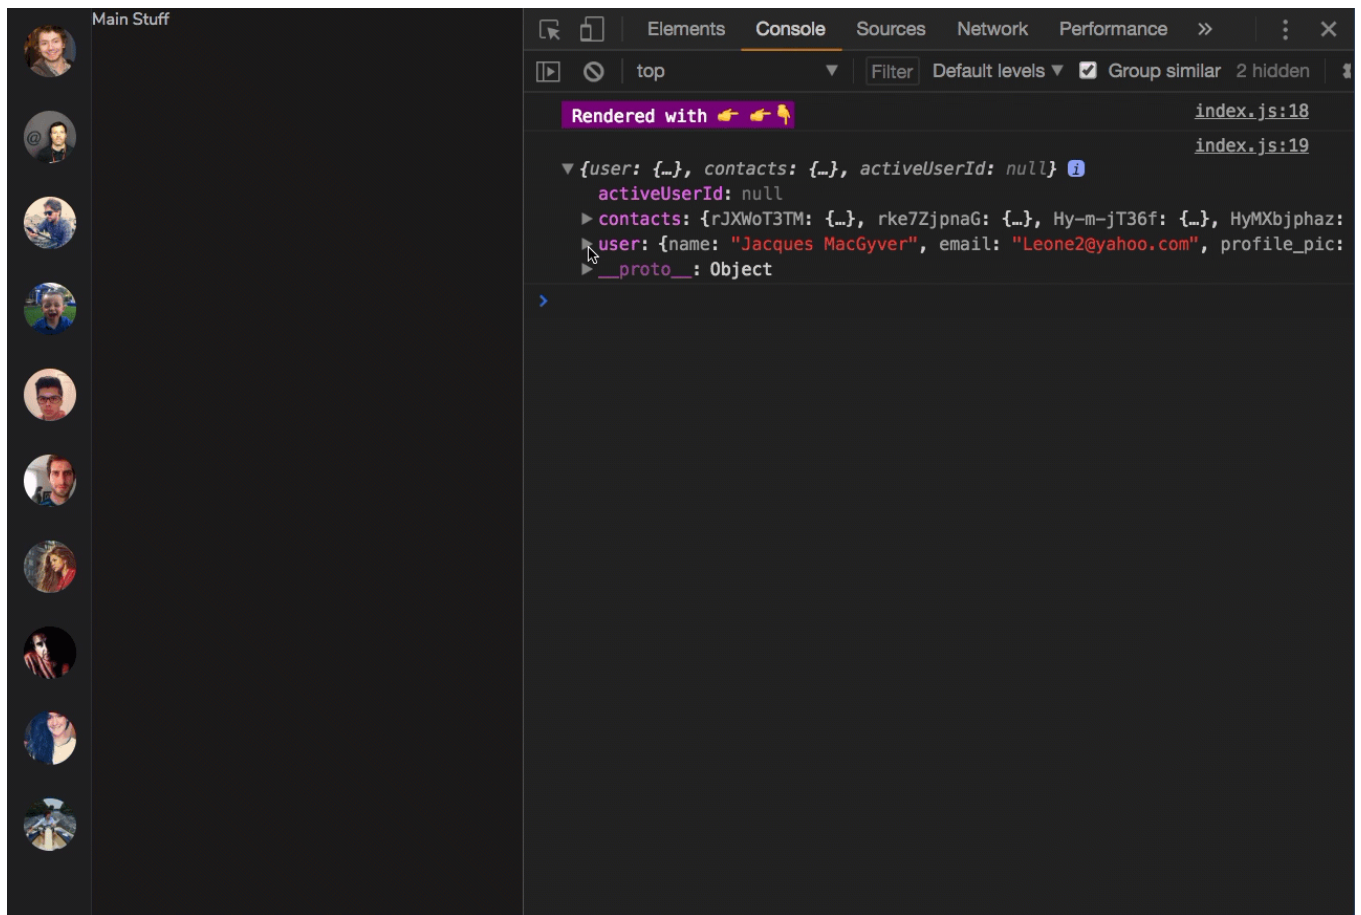 Main Stuff
Elements Console Sources Network Performance »
top ▼ Filter Default levels ▼ Group similar 2 hidden
Rendered with 👉 👉👇 index.js:18
index.js:19
▼{user: {…}, contacts: {…}, activeUserId: null} i
activeUserId: null
▶contacts: {rJXWoT3TM: {…}, rke7ZjpnaG: {…}, Hy-m-jT36f: {…}, HyMXbjphaz:
▶user: {name: "Jacques MacGyver", email: "Leone2@yahoo.com", profile_pic:
▶__proto__: Object
@